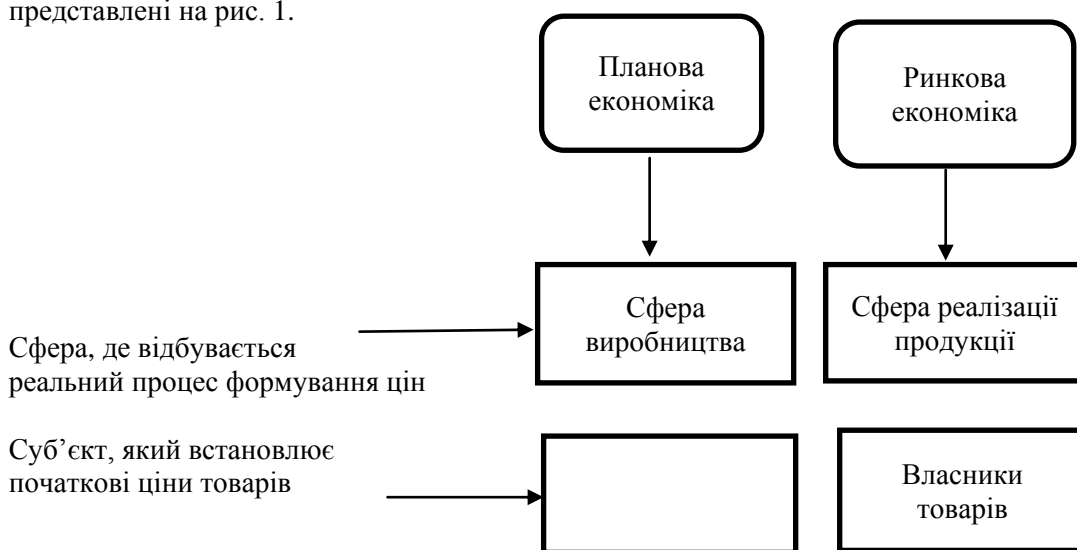 представлені на рис. 1.
Планова
економіка
Ринкова
економіка
Сфера
виробництва
Сфера реалізації
продукції
Сфера, де відбувається
реальний процес формування цін
Суб’єкт, який встановлює
початкові ціни товарів
Власники
товарів